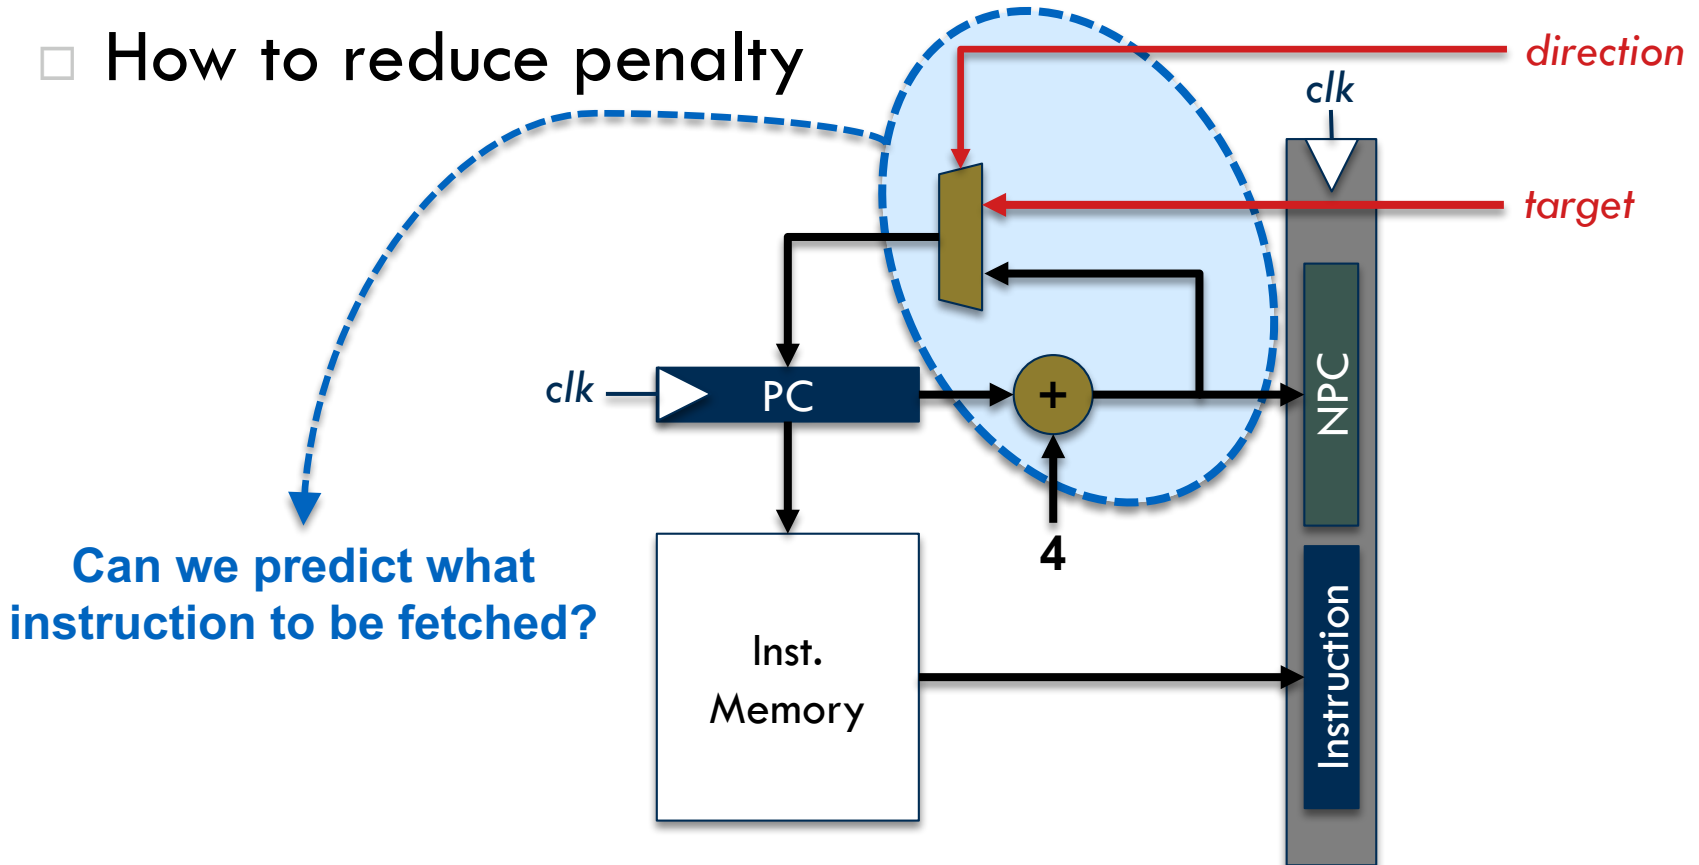 How to reduce penalty
direction
clk
target
clk
PC
+
NPC
4
Can we predict what
instruction to be fetched?
Inst.
Memory
Instruction